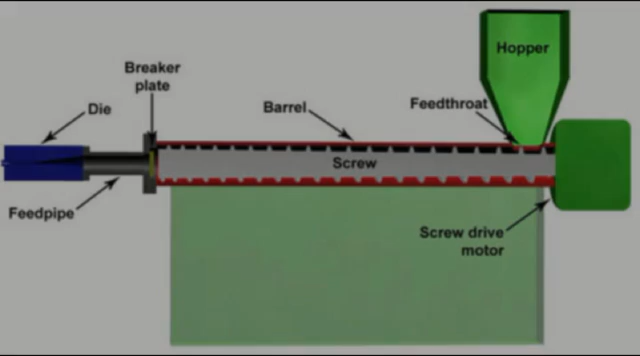 Hopper
Breaker
plate
Die
Barrel
Feedthroat
Screw
Feedpipe
Screw drive
motor